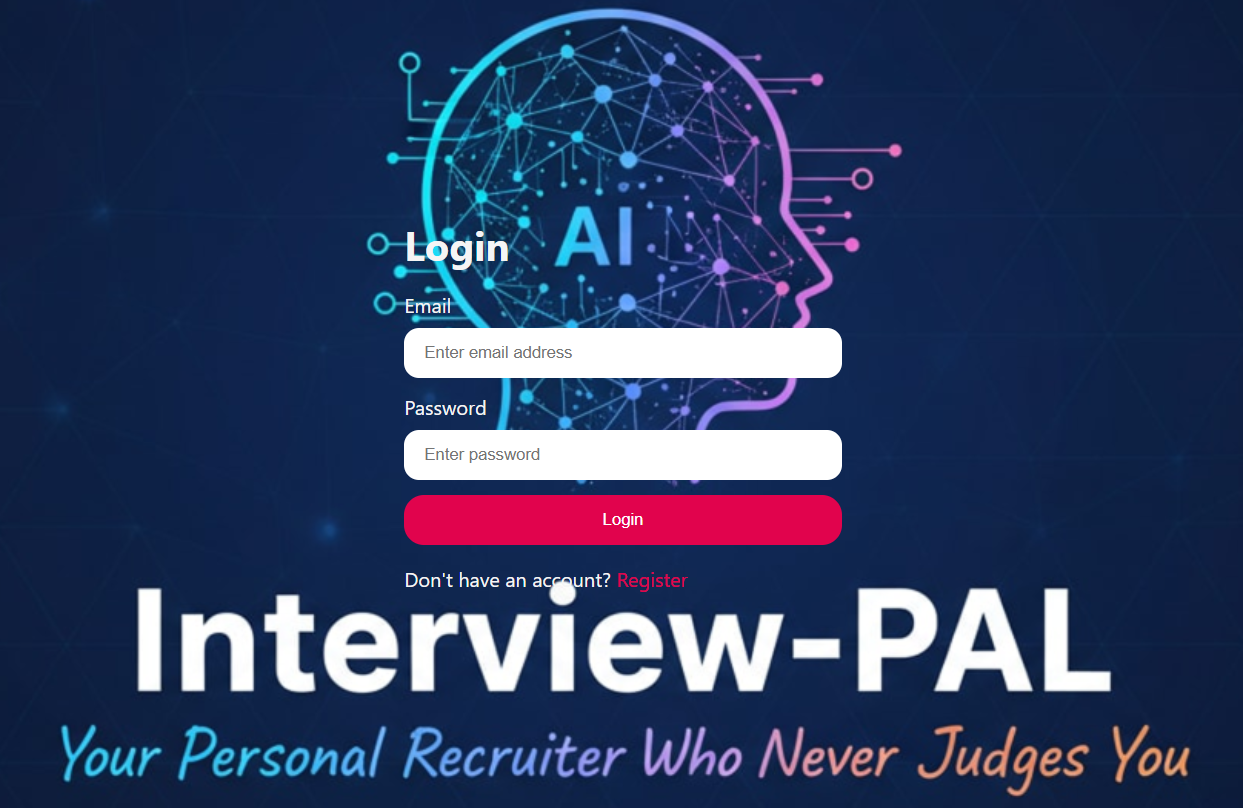 AI
Login
Email
Enter email address
Password
Enter password
Login
Don't have an account? Register
Interview-PAL
Your Personal Recruiter Who Never Judges You